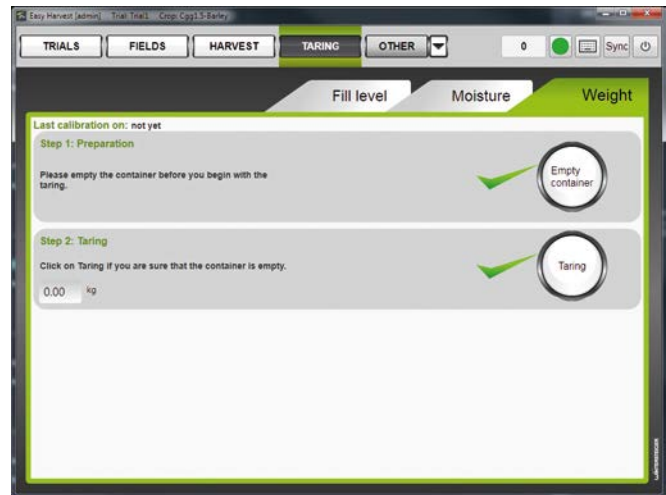 Easy Harvest [admin] Trial: Trial1 Crop: Cgg1.5-Barley
TRIALS FIELDS HARVEST TARING OTHER 0 Sync
Fill level Moisture Weight
Last calibration on: not yet
Step 1: Preparation
Please empty the container before you begin with the
taring.
Empty
container
Step 2: Taring
Click on Taring if you are sure that the container is empty.
Taring
0.00 kg
WINTERSTEIGER